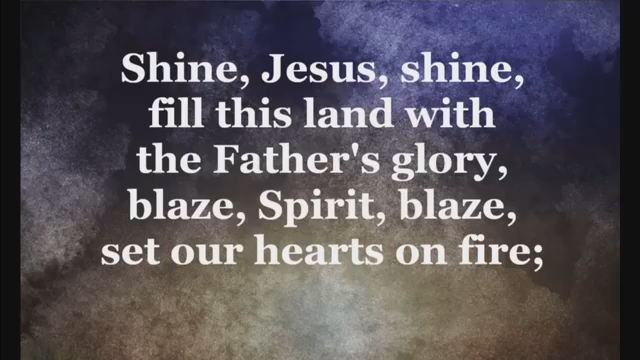 Shine, Jesus, shine,
fill this land with
the Father's glory,
blaze, Spirit, blaze,
set our hearts on fire;